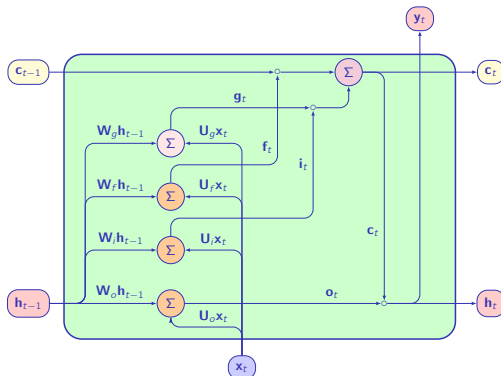 y_t
c_{t−1}
Σ
c_t
g_t
W_g h_{t−1}
U_g x_t
Σ
f_t
i_t
W_f h_{t−1}
U_f x_t
Σ
c_t
W_i h_{t−1}
U_i x_t
Σ
W_o h_{t−1}
o_t
h_{t−1}
Σ
h_t
U_o x_t
x_t